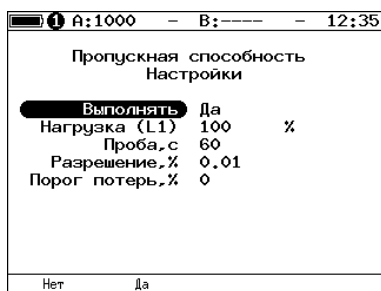 1 A:1000 – B:---- – 12:35
Пропускная способность
Настройки
Выполнять Да
Нагрузка (L1) 100 %
Проба,с 60
Разрешение,% 0.01
Порог потерь,% 0
Нет Да